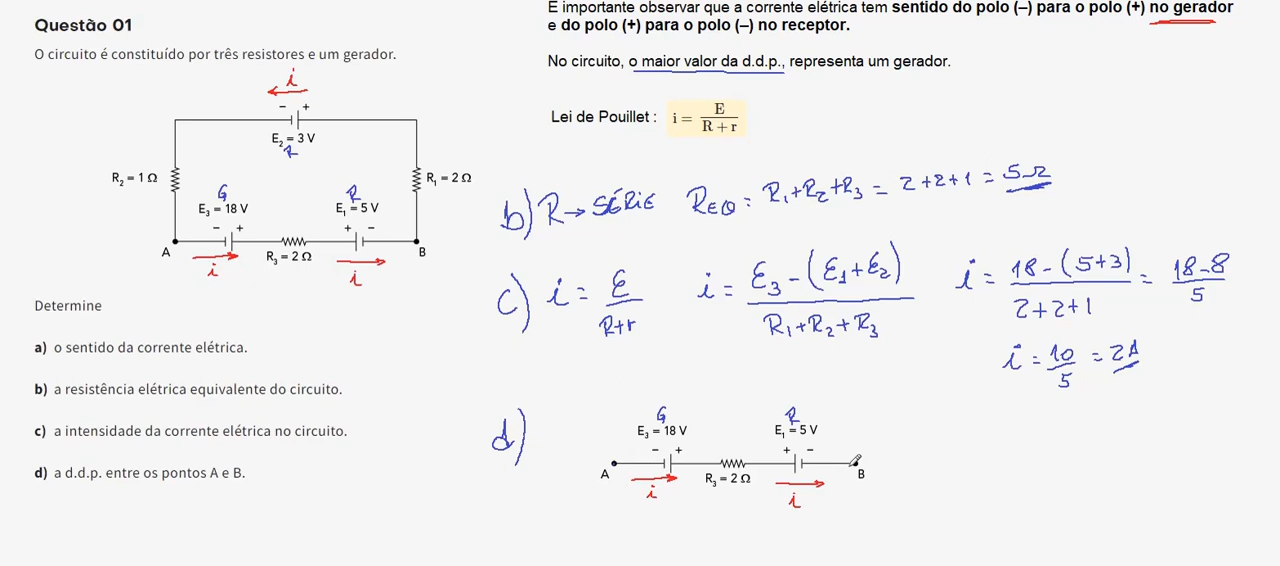 Questão 01
O circuito é constituído por três resistores e um gerador.
i
- +
E₂ = 3 V
R
R₂ = 1 Ω
R₁ = 2 Ω
G
R
E₃ = 18 V
E₁ = 5 V
- +
+ -
A
R₃ = 2 Ω
B
i
i
Determine
a) o sentido da corrente elétrica.
b) a resistência elétrica equivalente do circuito.
c) a intensidade da corrente elétrica no circuito.
d) a d.d.p. entre os pontos A e B.
É importante observar que a corrente elétrica tem sentido do polo (–) para o polo (+) no gerador
e do polo (+) para o polo (–) no receptor.
No circuito, o maior valor da d.d.p., representa um gerador.
Lei de Pouillet : i = E / R + r
b) R → SÉRIE REQ = R₁+R₂+R₃ = 2+2+1 = 5Ω
c) i = E / R+r i = E₃ - (E₁+E₂) / R₁+R₂+R₃ i = 18-(5+3) / 2+2+1 = 18-8 / 5
i = 10 / 5 = 2A
d)
G
R
E₃ = 18 V
E₁ = 5 V
- +
+ -
A
R₃ = 2 Ω
B
i
i